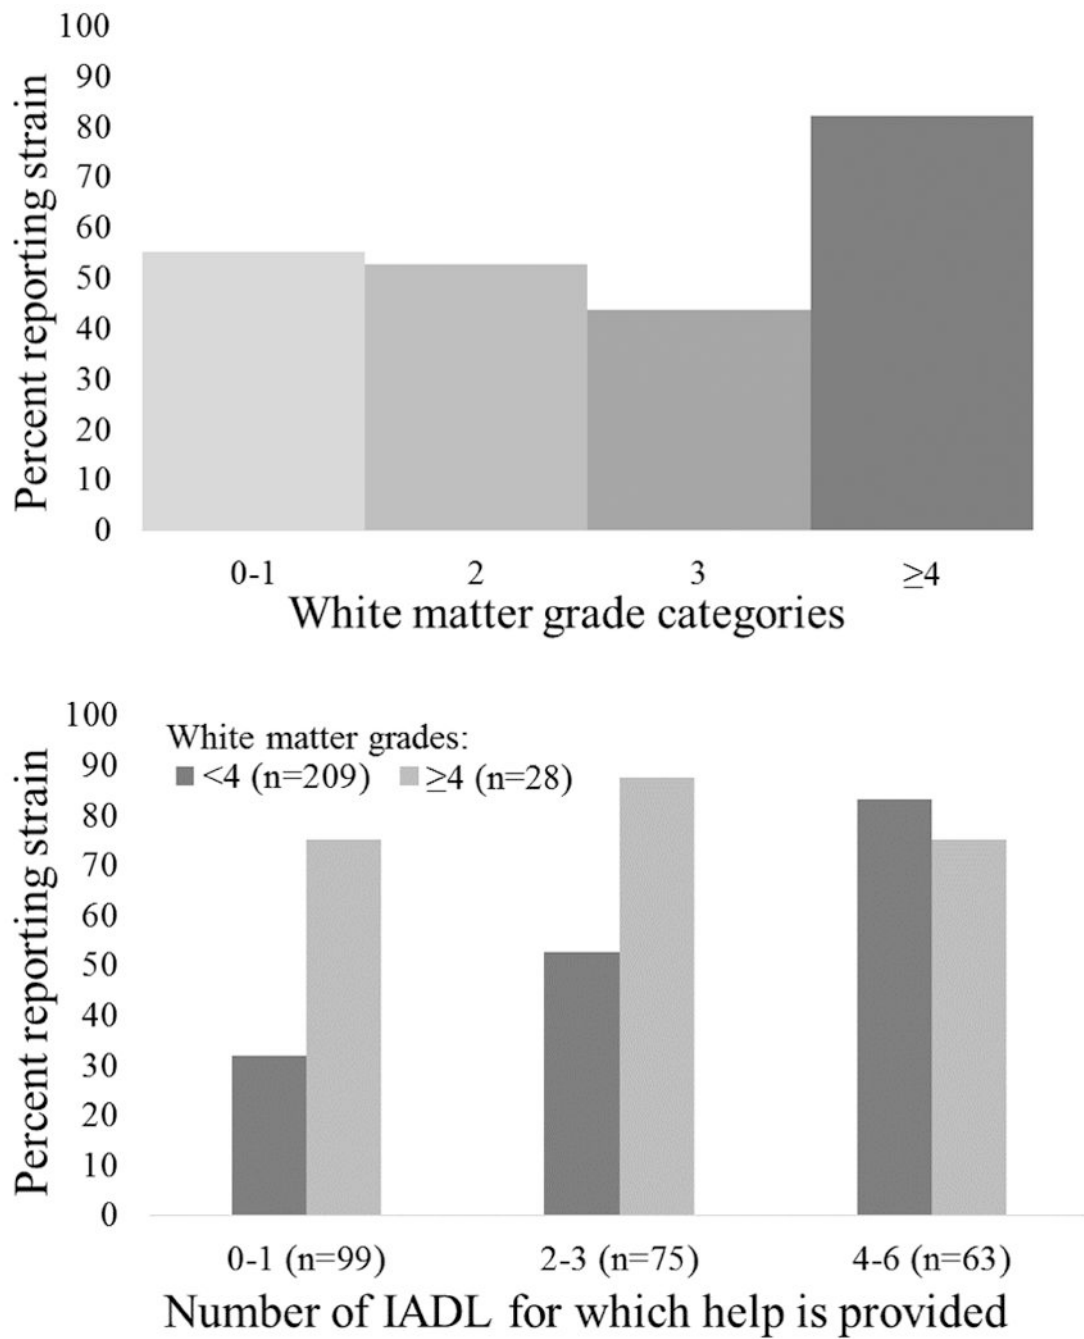 Percent reporting strain
100
90
80
70
60
50
40
30
20
10
0
0-1 2 3 ≥4
White matter grade categories
Percent reporting strain
100
90
80
70
60
50
40
30
20
10
0
White matter grades:
<4 (n=209) ≥4 (n=28)
0-1 (n=99) 2-3 (n=75) 4-6 (n=63)
Number of IADL for which help is provided